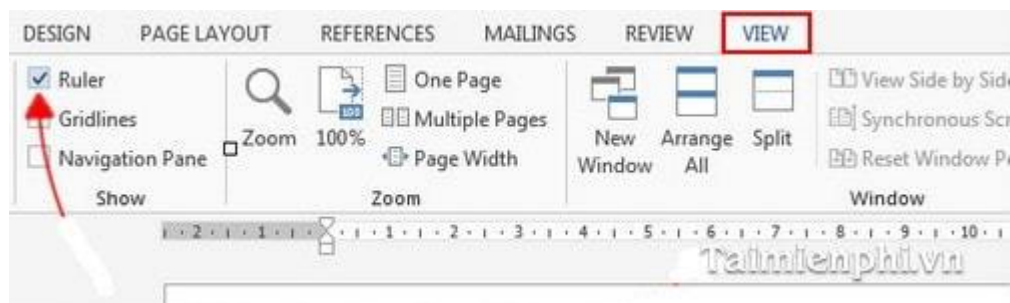 DESIGN PAGE LAYOUT REFERENCES MAILINGS REVIEW VIEW
Ruler
Gridlines
Navigation Pane
Show
Zoom
100%
One Page
Multiple Pages
Page Width
Zoom
New Window
Arrange All
Split
View Side by Side
Synchronous Scr
Reset Window Po
Window
2 1 1 2 3 4 5 6 7 8 9 10
Taimienphi.vn